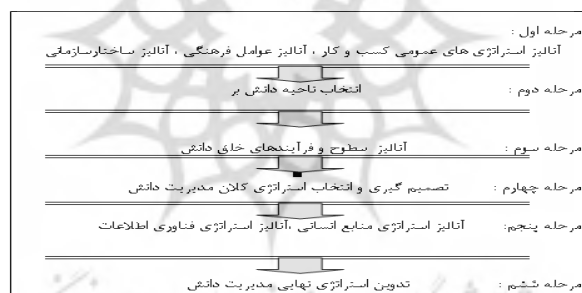 مرحله اول :
آنالیز استراتژی های عمومی کسب و کار ، آنالیز عوامل فرهنگی ، آنالیز ساختارسازمانی
مرحله دوم : انتخاب ناحیه دانش بر
مرحله سوم : آنالیز سطوح و فرآیندهای خلق دانش
مرحله چهارم : تصمیم گیری و انتخاب استراتژی کلان مدیریت دانش
مرحله پنجم: آنالیز استراتژی منابع انسانی ،آنالیز استراتژی فناوری اطلاعات
مرحله ششم : تدوین استراتژی نهایی مدیریت دانش